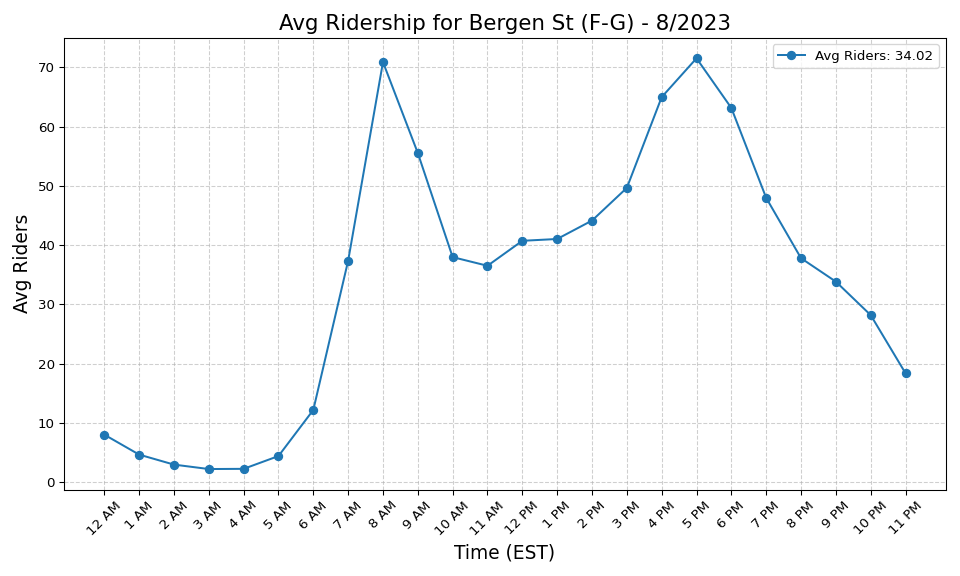 Avg Ridership for Bergen St (F-G) - 8/2023
Avg Riders: 34.02
Avg Riders
70
60
50
40
30
20
10
0
12 AM
1 AM
2 AM
3 AM
4 AM
5 AM
6 AM
7 AM
8 AM
9 AM
10 AM
11 AM
12 PM
1 PM
2 PM
3 PM
4 PM
5 PM
6 PM
7 PM
8 PM
9 PM
10 PM
11 PM
Time (EST)